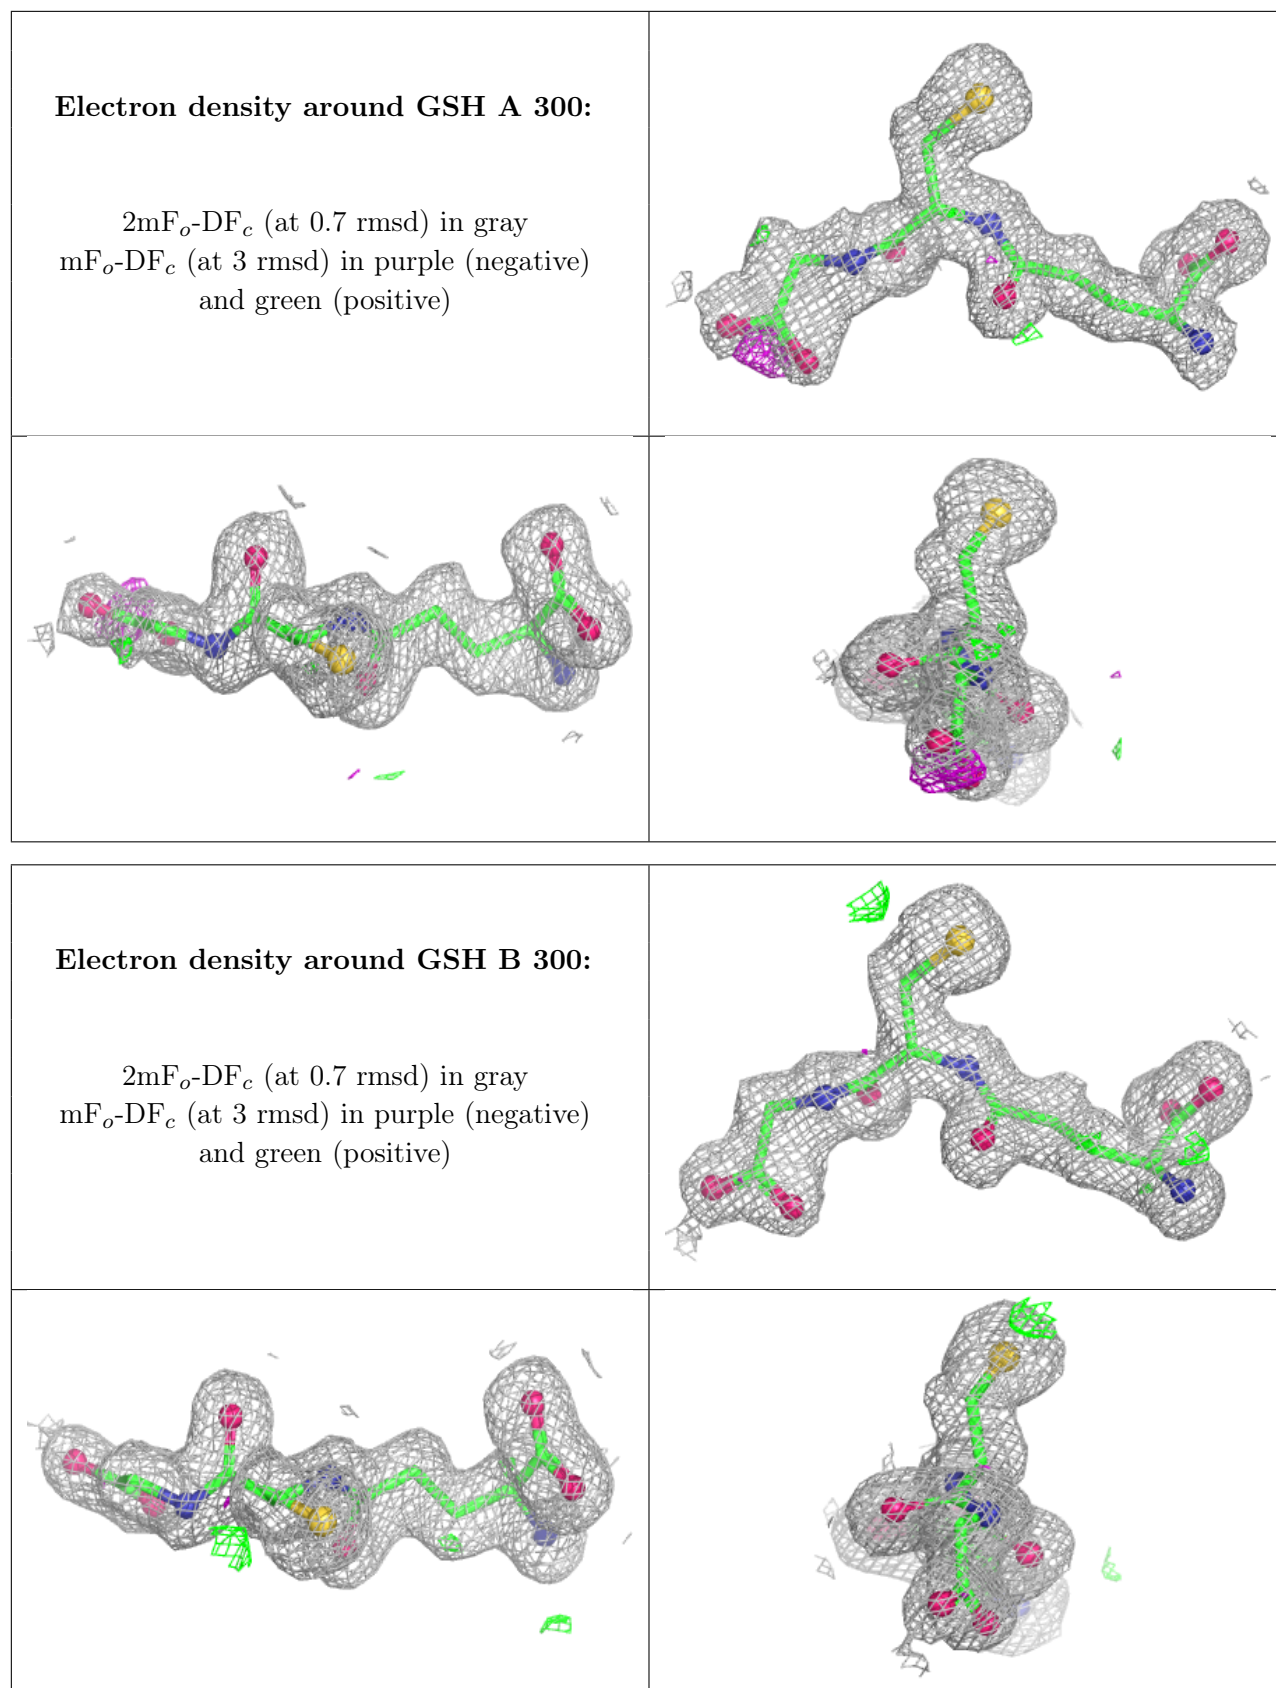 Electron density around GSH A 300:
2mFₒ-DF𝑐 (at 0.7 rmsd) in gray
mFₒ-DF𝑐 (at 3 rmsd) in purple (negative)
and green (positive)
Electron density around GSH B 300:
2mFₒ-DF𝑐 (at 0.7 rmsd) in gray
mFₒ-DF𝑐 (at 3 rmsd) in purple (negative)
and green (positive)